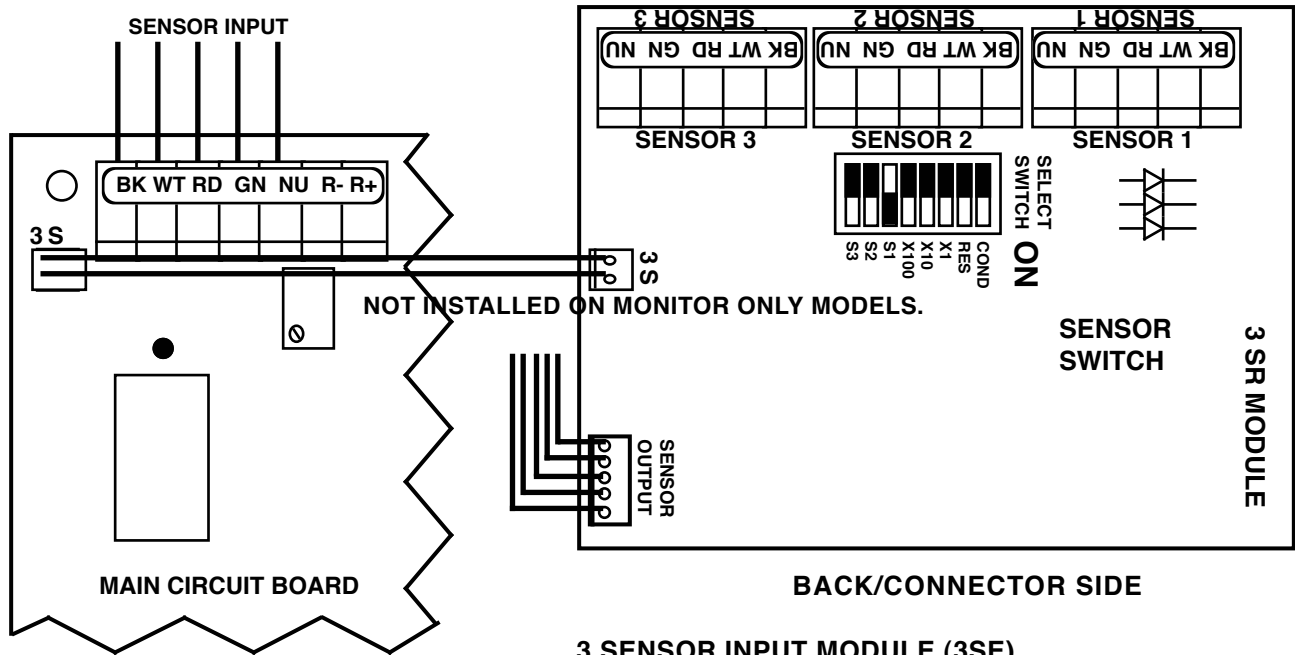 SENSOR INPUT
BK WT RD GN NU R- R+
3 S
MAIN CIRCUIT BOARD
SENSOR 3
SENSOR 2
SENSOR 1
BK WT RD GN NU
BK WT RD GN NU
BK WT RD GN NU
SENSOR 3
SENSOR 2
SENSOR 1
SELECT
SWITCH
ON
S3
S2
S1
X100
X10
X1
RES
COND
3 S
NOT INSTALLED ON MONITOR ONLY MODELS.
SENSOR
SWITCH
3 SR MODULE
SENSOR
OUTPUT
BACK/CONNECTOR SIDE
3 SENSOR INPUT MODULE (3SE)